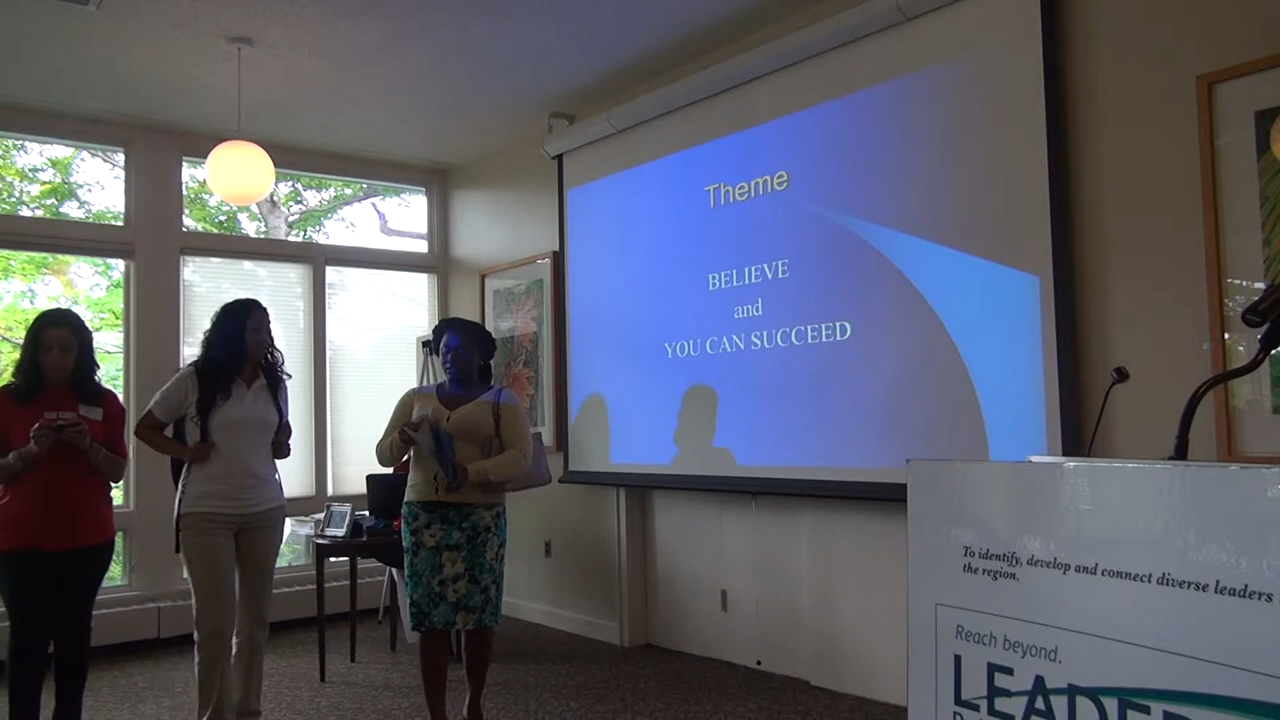 Theme
BELIEVE
and
YOU CAN SUCCEED
To identify, develop and connect diverse leaders
the region.
Reach beyond.